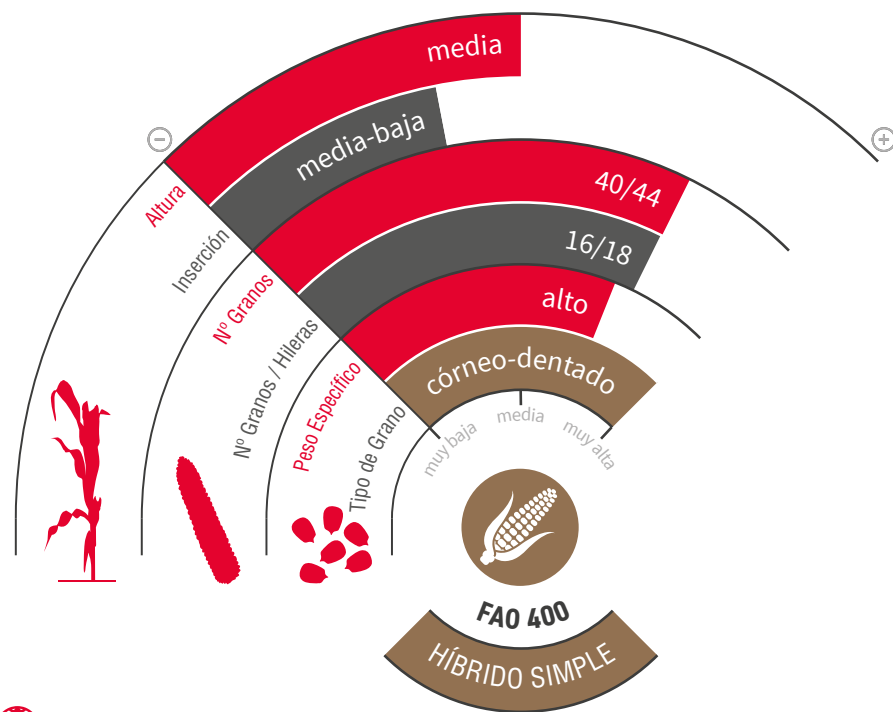 media
media-baja
40/44
16/18
alto
córneo-dentado
Altura
Inserción
Nº Granos
Nº Granos / Hileras
Peso Específico
Tipo de Grano
muy baja
media
muy alta
FAO 400
HÍBRIDO SIMPLE